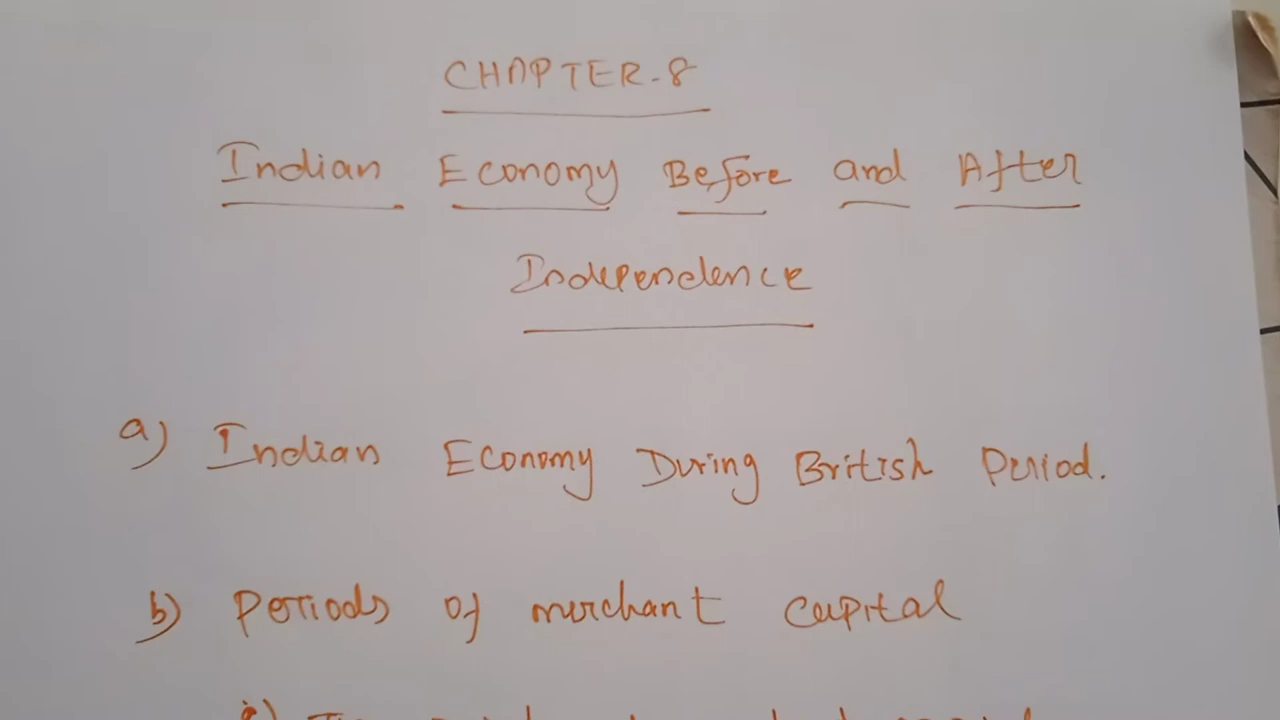 CHAPTER-8
Indian Economy Before and After
Independence
a) Indian Economy During British Period.
b) Periods of merchant capital
i)